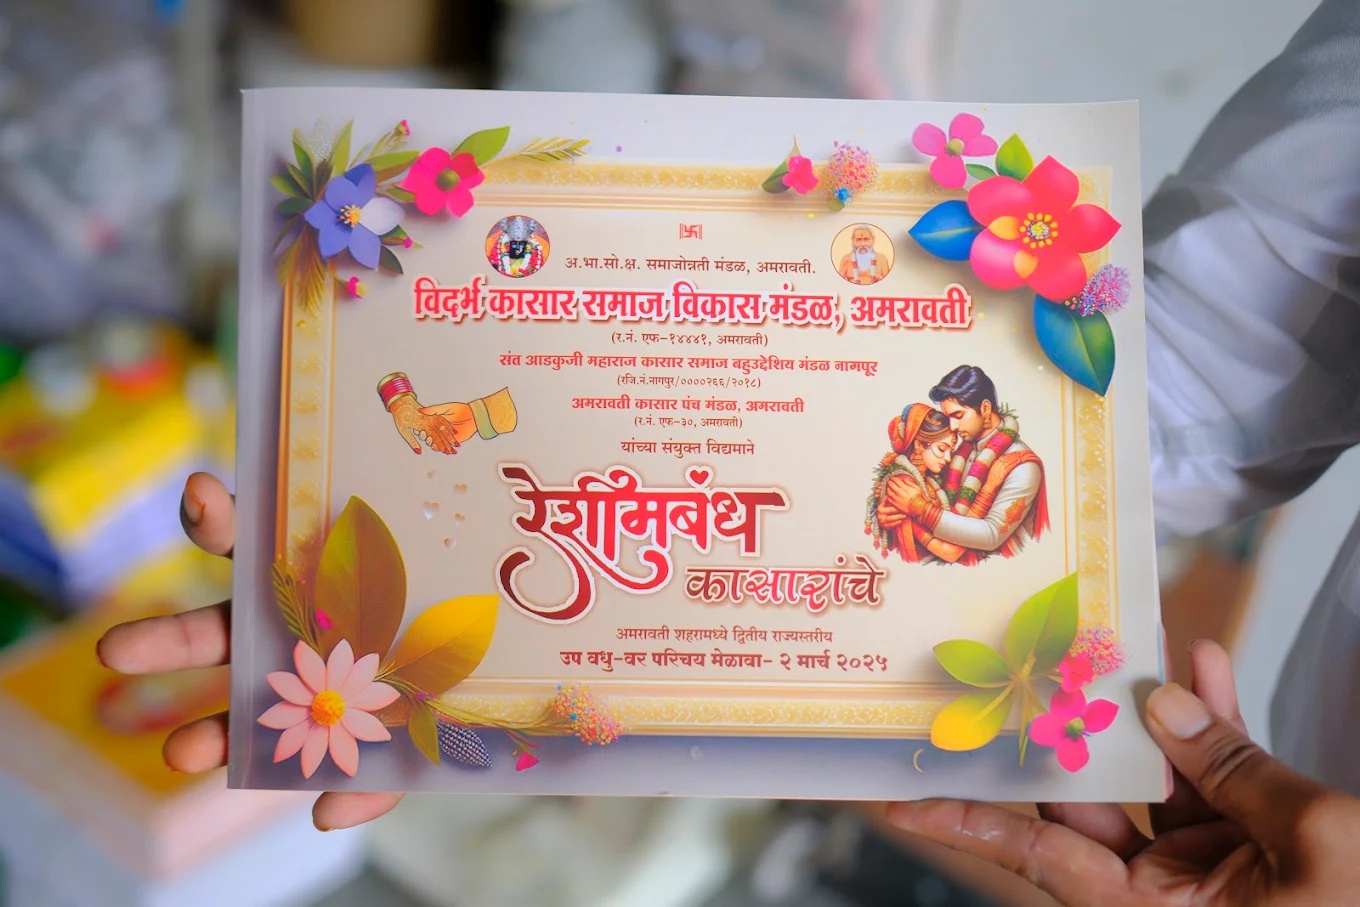 अ.भा.सो.क्ष. समाजोन्नती मंडळ, अमरावती.
विदर्भ कासार समाज विकास मंडळ, अमरावती
(र.नं. एफ-१४४४१, अमरावती)
संत आडकुजी महाराज कासार समाज बहुउद्देशिय मंडळ नागपूर
(रजि.नं.नागपूर/००००२६६/२०१८)
अमरावती कासार पंच मंडळ, अमरावती
(र.नं. एफ-३०, अमरावती)
यांच्या संयुक्त विद्यमाने
रेशीमबंध
कासारांचे
अमरावती शहरामध्ये द्वितीय राज्यस्तरीय
उप वधु-वर परिचय मेळावा- २ मार्च २०२५